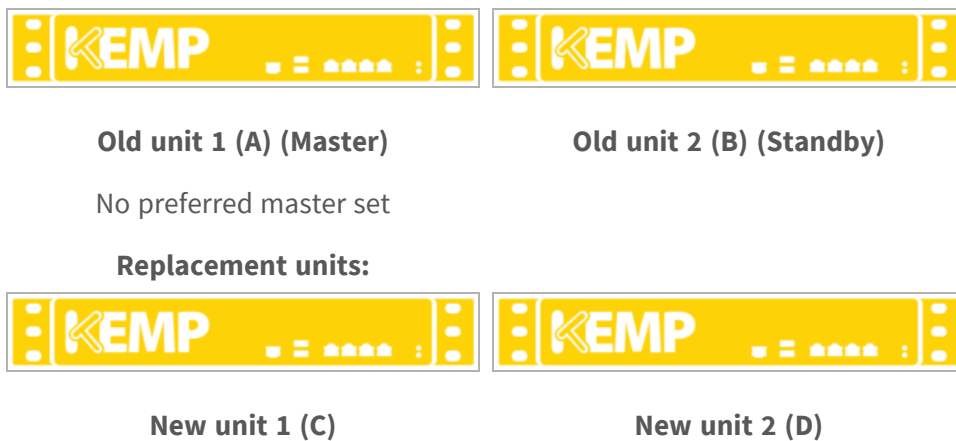 KEMP KEMP
Old unit 1 (A) (Master) Old unit 2 (B) (Standby)
No preferred master set
Replacement units:
KEMP KEMP
New unit 1 (C) New unit 2 (D)